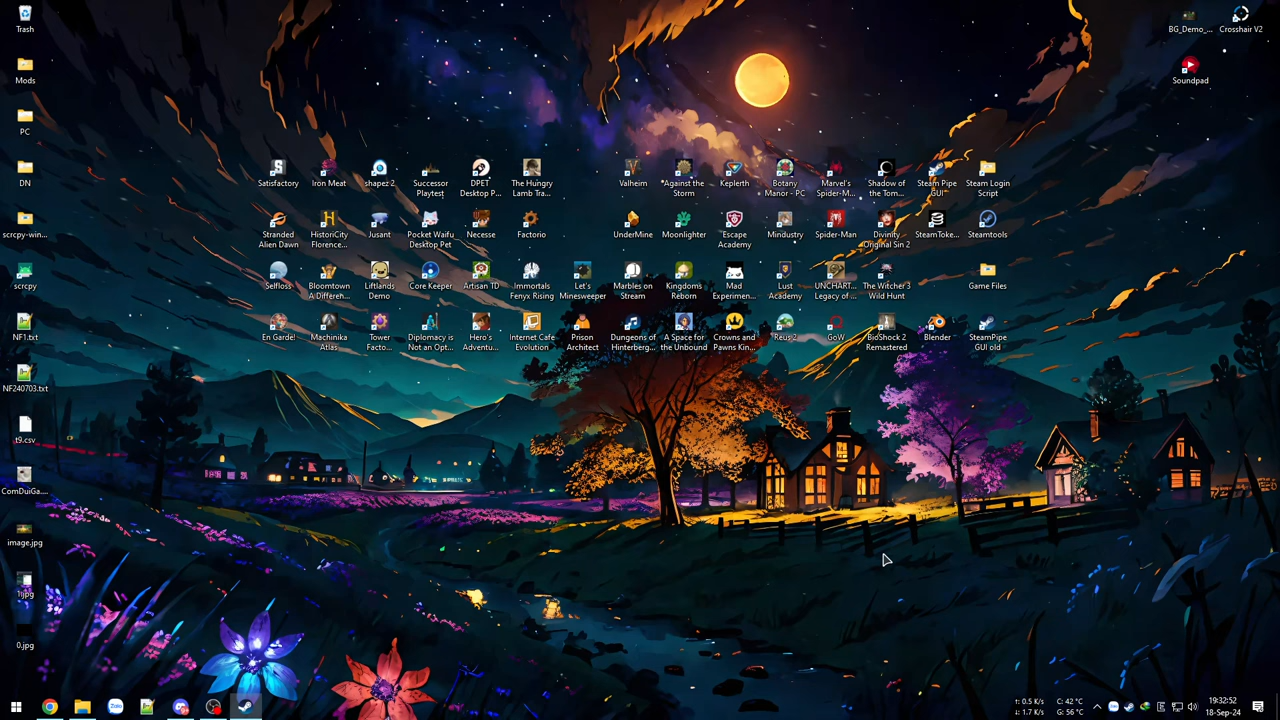 Trash
BG_Demo_...
Crosshair V2
Mods
Soundpad
PC
DN
Satisfactory
Iron Meat
shapez 2
Successor
Playtest
DPET
Desktop P...
The Hungry
Lamb Tra...
Valheim
Against the
Storm
Keplerth
Botany
Manor - PC
Marvel's
Spider-M...
Shadow of
the Tom...
Steam Pipe
GUI
Steam Login
Script
scrcpy-win...
Stranded
Alien Dawn
HistoriCity
Florence...
Jusant
Pocket Waifu
Desktop Pet
Necesse
Factorio
UnderMine
Moonlighter
Escape
Academy
Mindustry
Spider-Man
Divinity
Original Sin 2
SteamToke...
Steamtools
scrcpy
Selfloss
Bloomtown
A Differen...
Liftlands
Demo
Core Keeper
Artisan TD
Immortals
Fenyx Rising
Let's
Minesweeper
Marbles on
Stream
Kingdoms
Reborn
Mad
Experimen...
Lust
Academy
UNCHART...
Legacy of ...
The Witcher 3
Wild Hunt
Game Files
NF1.txt
En Garde!
Machinika
Atlas
Tower
Facto...
Diplomacy is
Not an Opt...
Hero's
Adventu...
Internet Cafe
Evolution
Prison
Architect
Dungeons of
Hinterberg...
A Space for
the Unbound
Crowns and
Pawns Kin...
Reus 2
GoW
BioShock 2
Remastered
Blender
SteamPipe
GUI old
NF240703.txt
t9.csv
ComDuiGa....
image.jpg
1.jpg
0.jpg
Zalo
↑: 0.5 K/s
↓: 1.7 K/s
C: 42 °C
G: 56 °C
19:32:52
18-Sep-24